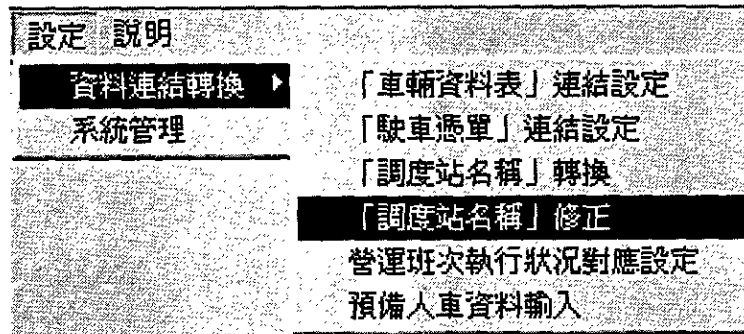 設定 說明
資料連結轉換
系統管理
「車輛資料表」連結設定
「駛車憑單」連結設定
「調度站名稱」轉換
「調度站名稱」修正
營運班次執行狀況對應設定
預備人車資料輸入